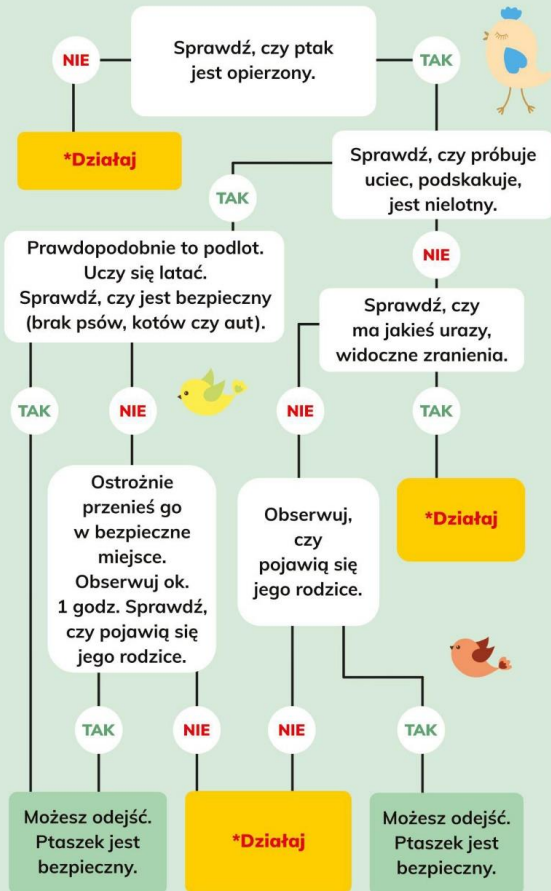 Sprawdź, czy ptak
jest opierzony.
NIE
TAK
*Działaj
Sprawdź, czy próbuje
uciec, podskakuje,
jest nielotny.
TAK
NIE
Prawdopodobnie to podlot.
Uczy się latać.
Sprawdź, czy jest bezpieczny
(brak psów, kotów czy aut).
Sprawdź, czy
ma jakieś urazy,
widoczne zranienia.
TAK
NIE
NIE
TAK
Ostrożnie
przenieś go
w bezpieczne
miejsce.
Obserwuj ok.
1 godz. Sprawdź,
czy pojawią się
jego rodzice.
Obserwuj,
czy
pojawią się
jego rodzice.
*Działaj
TAK
NIE
NIE
TAK
Możesz odejść.
Ptaszek jest
bezpieczny.
*Działaj
Możesz odejść.
Ptaszek jest
bezpieczny.